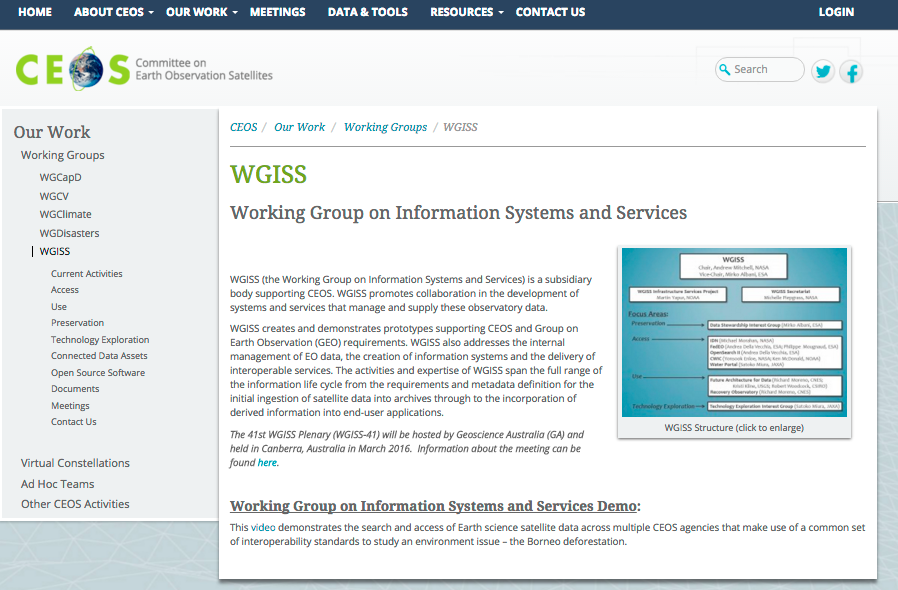 HOME ABOUT CEOS OUR WORK MEETINGS DATA & TOOLS RESOURCES CONTACT US LOGIN
CEOS
Committee on
Earth Observation Satellites
Search
Our Work
Working Groups
WGCapD
WGCV
WGClimate
WGDisasters
WGISS
Current Activities
Access
Use
Preservation
Technology Exploration
Connected Data Assets
Open Source Software
Documents
Meetings
Contact Us
Virtual Constellations
Ad Hoc Teams
Other CEOS Activities
CEOS / Our Work / Working Groups / WGISS
WGISS
Working Group on Information Systems and Services
WGISS (the Working Group on Information Systems and Services) is a subsidiary
body supporting CEOS. WGISS promotes collaboration in the development of
systems and services that manage and supply these observatory data.
WGISS creates and demonstrates prototypes supporting CEOS and Group on
Earth Observation (GEO) requirements. WGISS also addresses the internal
management of EO data, the creation of information systems and the delivery of
interoperable services. The activities and expertise of WGISS span the full range of
the information life cycle from the requirements and metadata definition for the
initial ingestion of satellite data into archives through to the incorporation of
derived information into end-user applications.
The 41st WGISS Plenary (WGISS-41) will be hosted by Geoscience Australia (GA) and
held in Canberra, Australia in March 2016. Information about the meeting can be
found here.
WGISS
Chair, Andrew Mitchell, NASA
Vice-Chair, Mirko Albani, ESA
WGISS Infrastructure Services Project
Martin Yapur, NOAA
WGISS Secretariat
Michelle Piepgrass, NASA
Focus Areas:
Preservation
Data Stewardship Interest Group (Mirko Albani, ESA)
Access
IDN (Michael Morahan, NASA)
FedEO (Andrea Della Vecchia, ESA; Philippe Mougnaud, ESA)
OpenSearch II (Andrea Della Vecchia, ESA)
CWIC (Yonsook Enloe, NASA; Ken McDonald, NOAA)
Water Portal (Satoko Miura, JAXA)
Use
Future Architecture for Data (Richard Moreno, CNES;
Kristi Kline, USGS; Robert Woodcock, CSIRO)
Recovery Observatory (Richard Moreno, CNES)
Technology Exploration
Technology Exploration Interest Group (Satoko Miura, JAXA)
WGISS Structure (click to enlarge)
Working Group on Information Systems and Services Demo:
This video demonstrates the search and access of Earth science satellite data across multiple CEOS agencies that make use of a common set
of interoperability standards to study an environment issue – the Borneo deforestation.